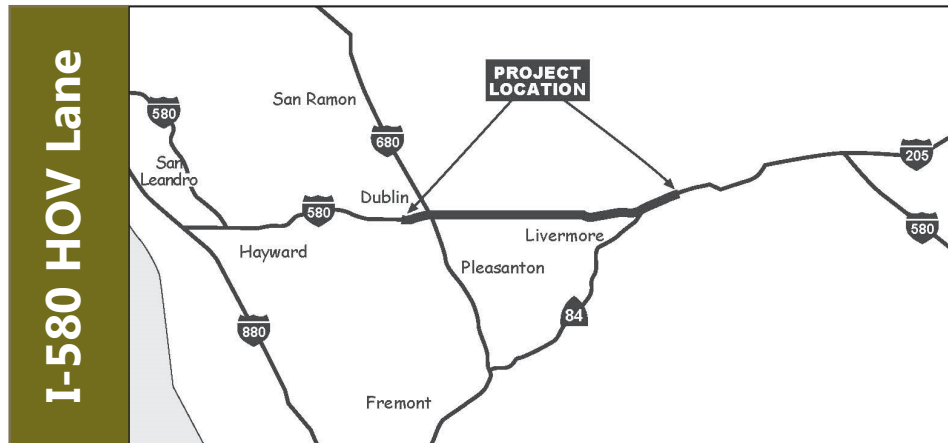 I-580 HOV Lane
PROJECT
LOCATION
San Ramon
580
680
205
San
Leandro
Dublin
580
580
Hayward
Livermore
Pleasanton
880
84
Fremont